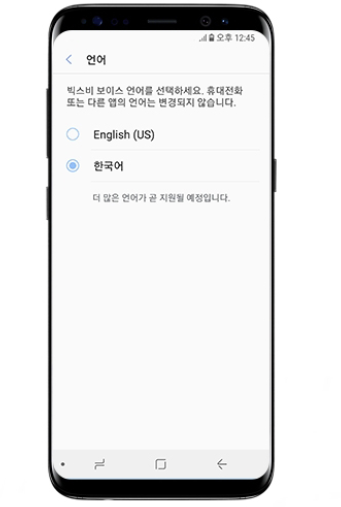 오후 12:45
언어
빅스비 보이스 언어를 선택하세요. 휴대전화
또는 다른 앱의 언어는 변경되지 않습니다.
English (US)
한국어
더 많은 언어가 곧 지원될 예정입니다.